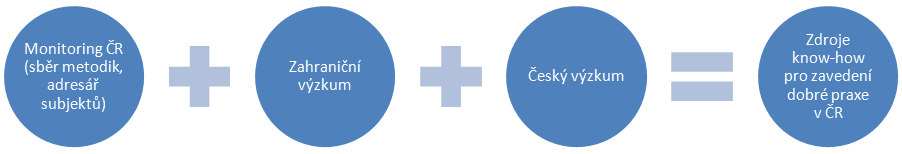 Monitoring ČR
(sběr metodik,
adresář
subjektů)
Zahraniční
výzkum
Český výzkum
Zdroje
know-how
pro zavedení
dobré praxe
v ČR